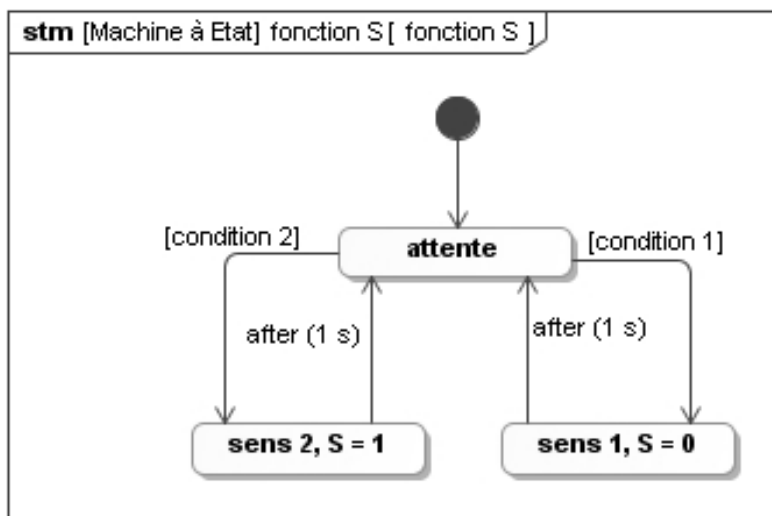 stm [Machine à Etat] fonction S [ fonction S ]
attente
[condition 2]
[condition 1]
after (1 s)
after (1 s)
sens 2, S = 1
sens 1, S = 0